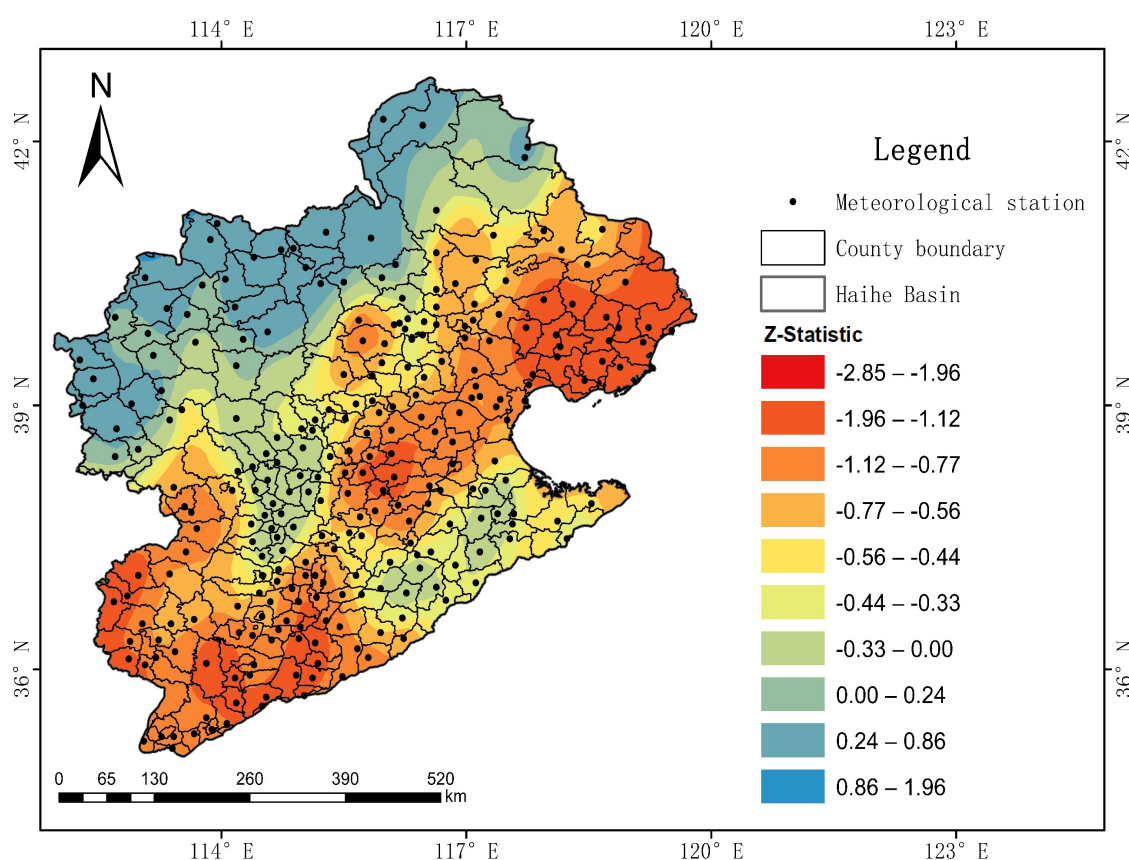 114° E 117° E 120° E 123° E
N
42° N
42° N
Legend
Meteorological station
County boundary
Haihe Basin
Z-Statistic
-2.85 – -1.96
-1.96 – -1.12
39° N
39° N
-1.12 – -0.77
-0.77 – -0.56
-0.56 – -0.44
-0.44 – -0.33
-0.33 – 0.00
36° N
36° N
0.00 – 0.24
0.24 – 0.86
0.86 – 1.96
0 65 130 260 390 520
km
114° E 117° E 120° E 123° E